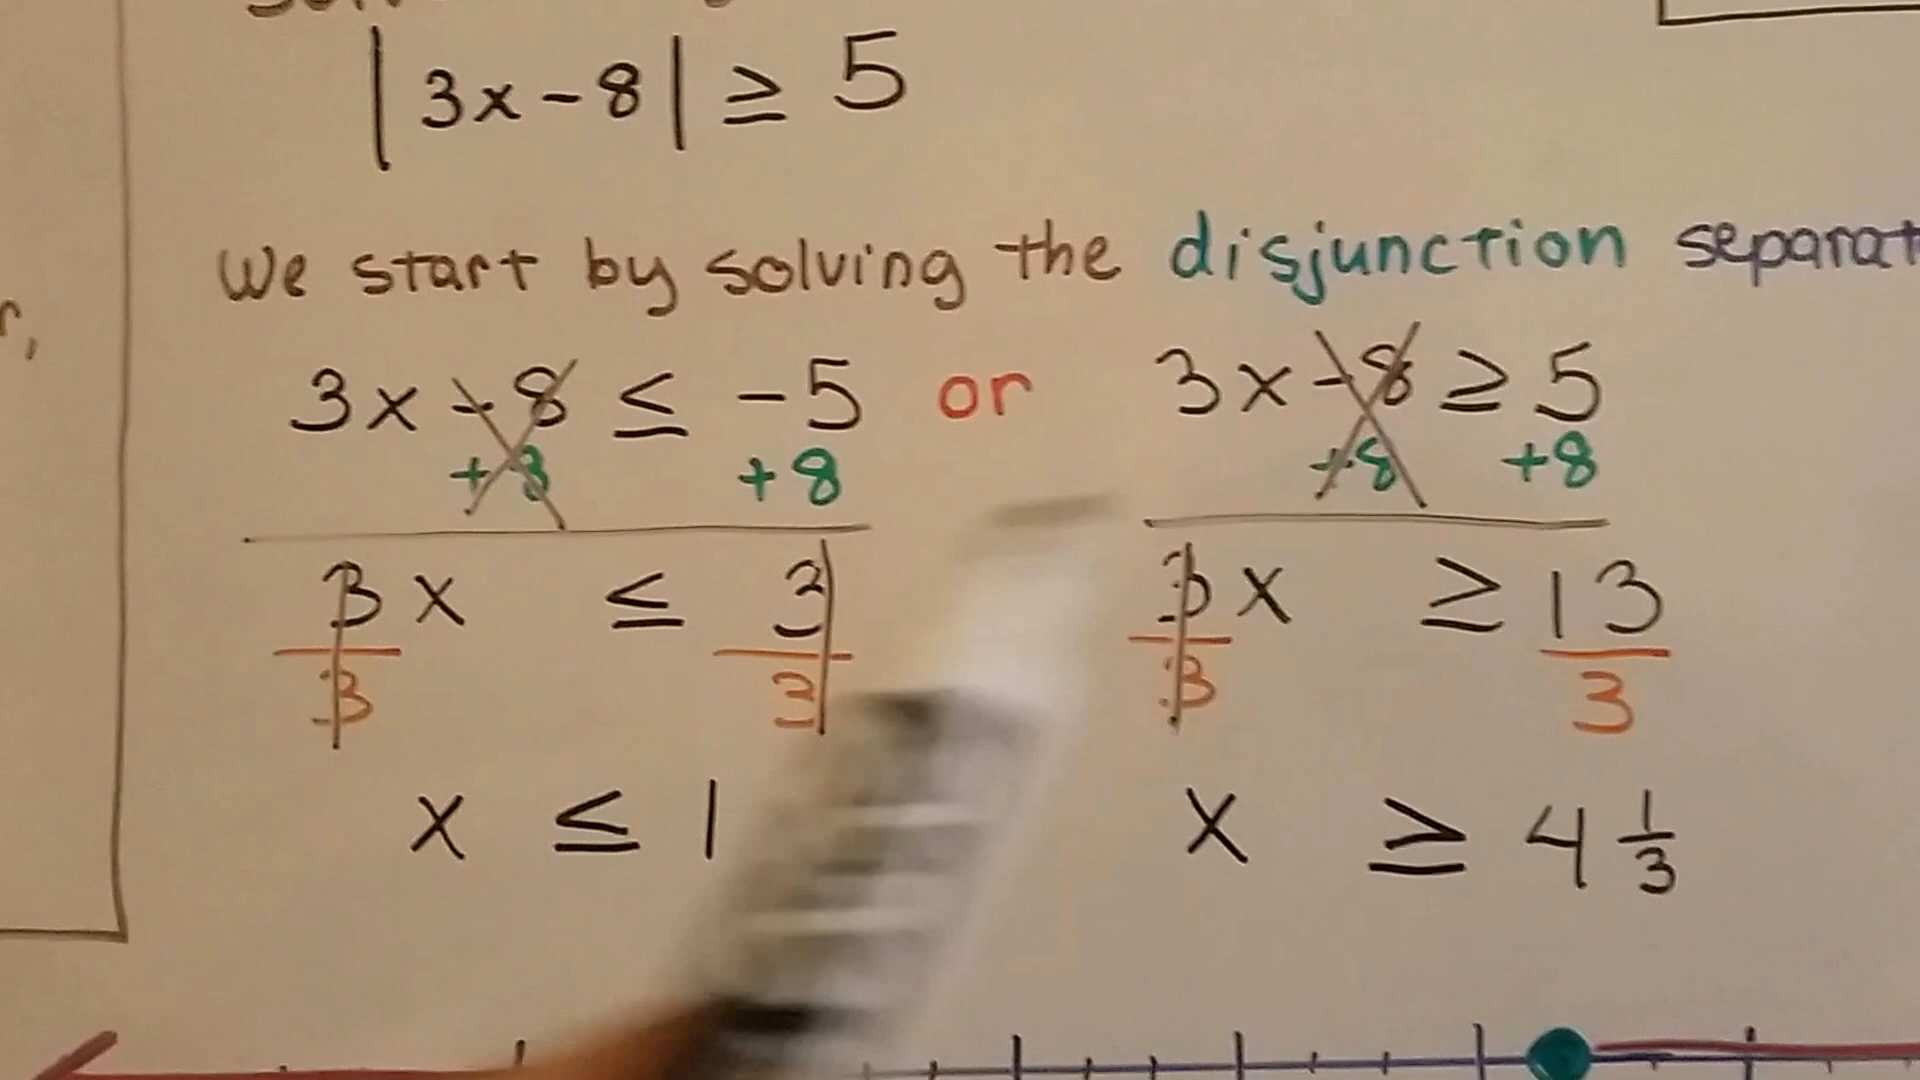 |3x-8| ≥ 5
We start by solving the disjunction separat
r,
3x -8 ≤ -5 or 3x -8 ≥ 5
+8 +8 +8 +8
3x ≤ 3 3x ≥ 13
3 3 3 3
x ≤ 1 x ≥ 4 1/3